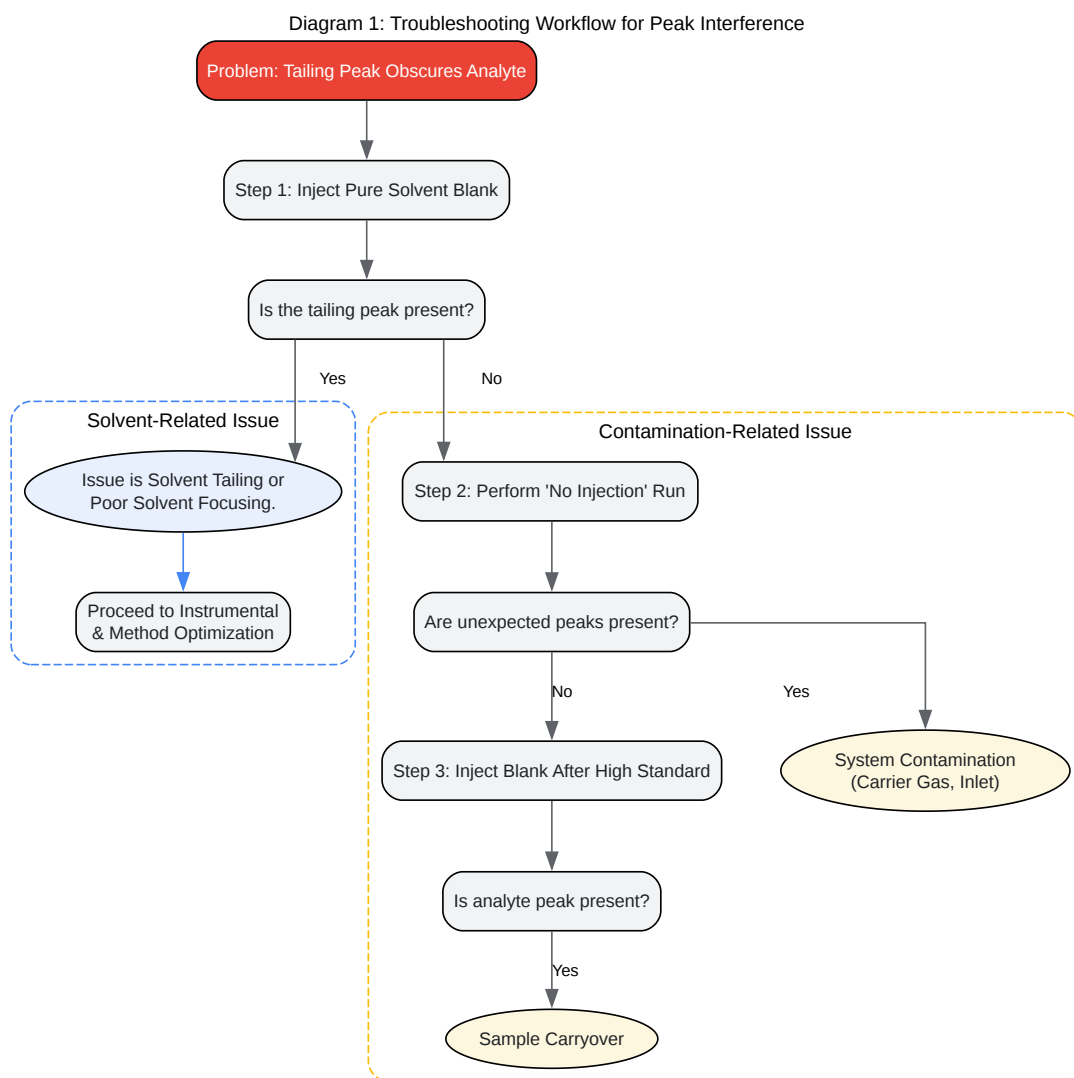 Diagram 1: Troubleshooting Workflow for Peak Interference
Problem: Tailing Peak Obscures Analyte
Step 1: Inject Pure Solvent Blank
Is the tailing peak present?
Yes
No
Solvent-Related Issue
Contamination-Related Issue
Issue is Solvent Tailing or
Poor Solvent Focusing.
Step 2: Perform 'No Injection' Run
Proceed to Instrumental
& Method Optimization
Are unexpected peaks present?
No
Yes
Step 3: Inject Blank After High Standard
System Contamination
(Carrier Gas, Inlet)
Is analyte peak present?
Yes
Sample Carryover